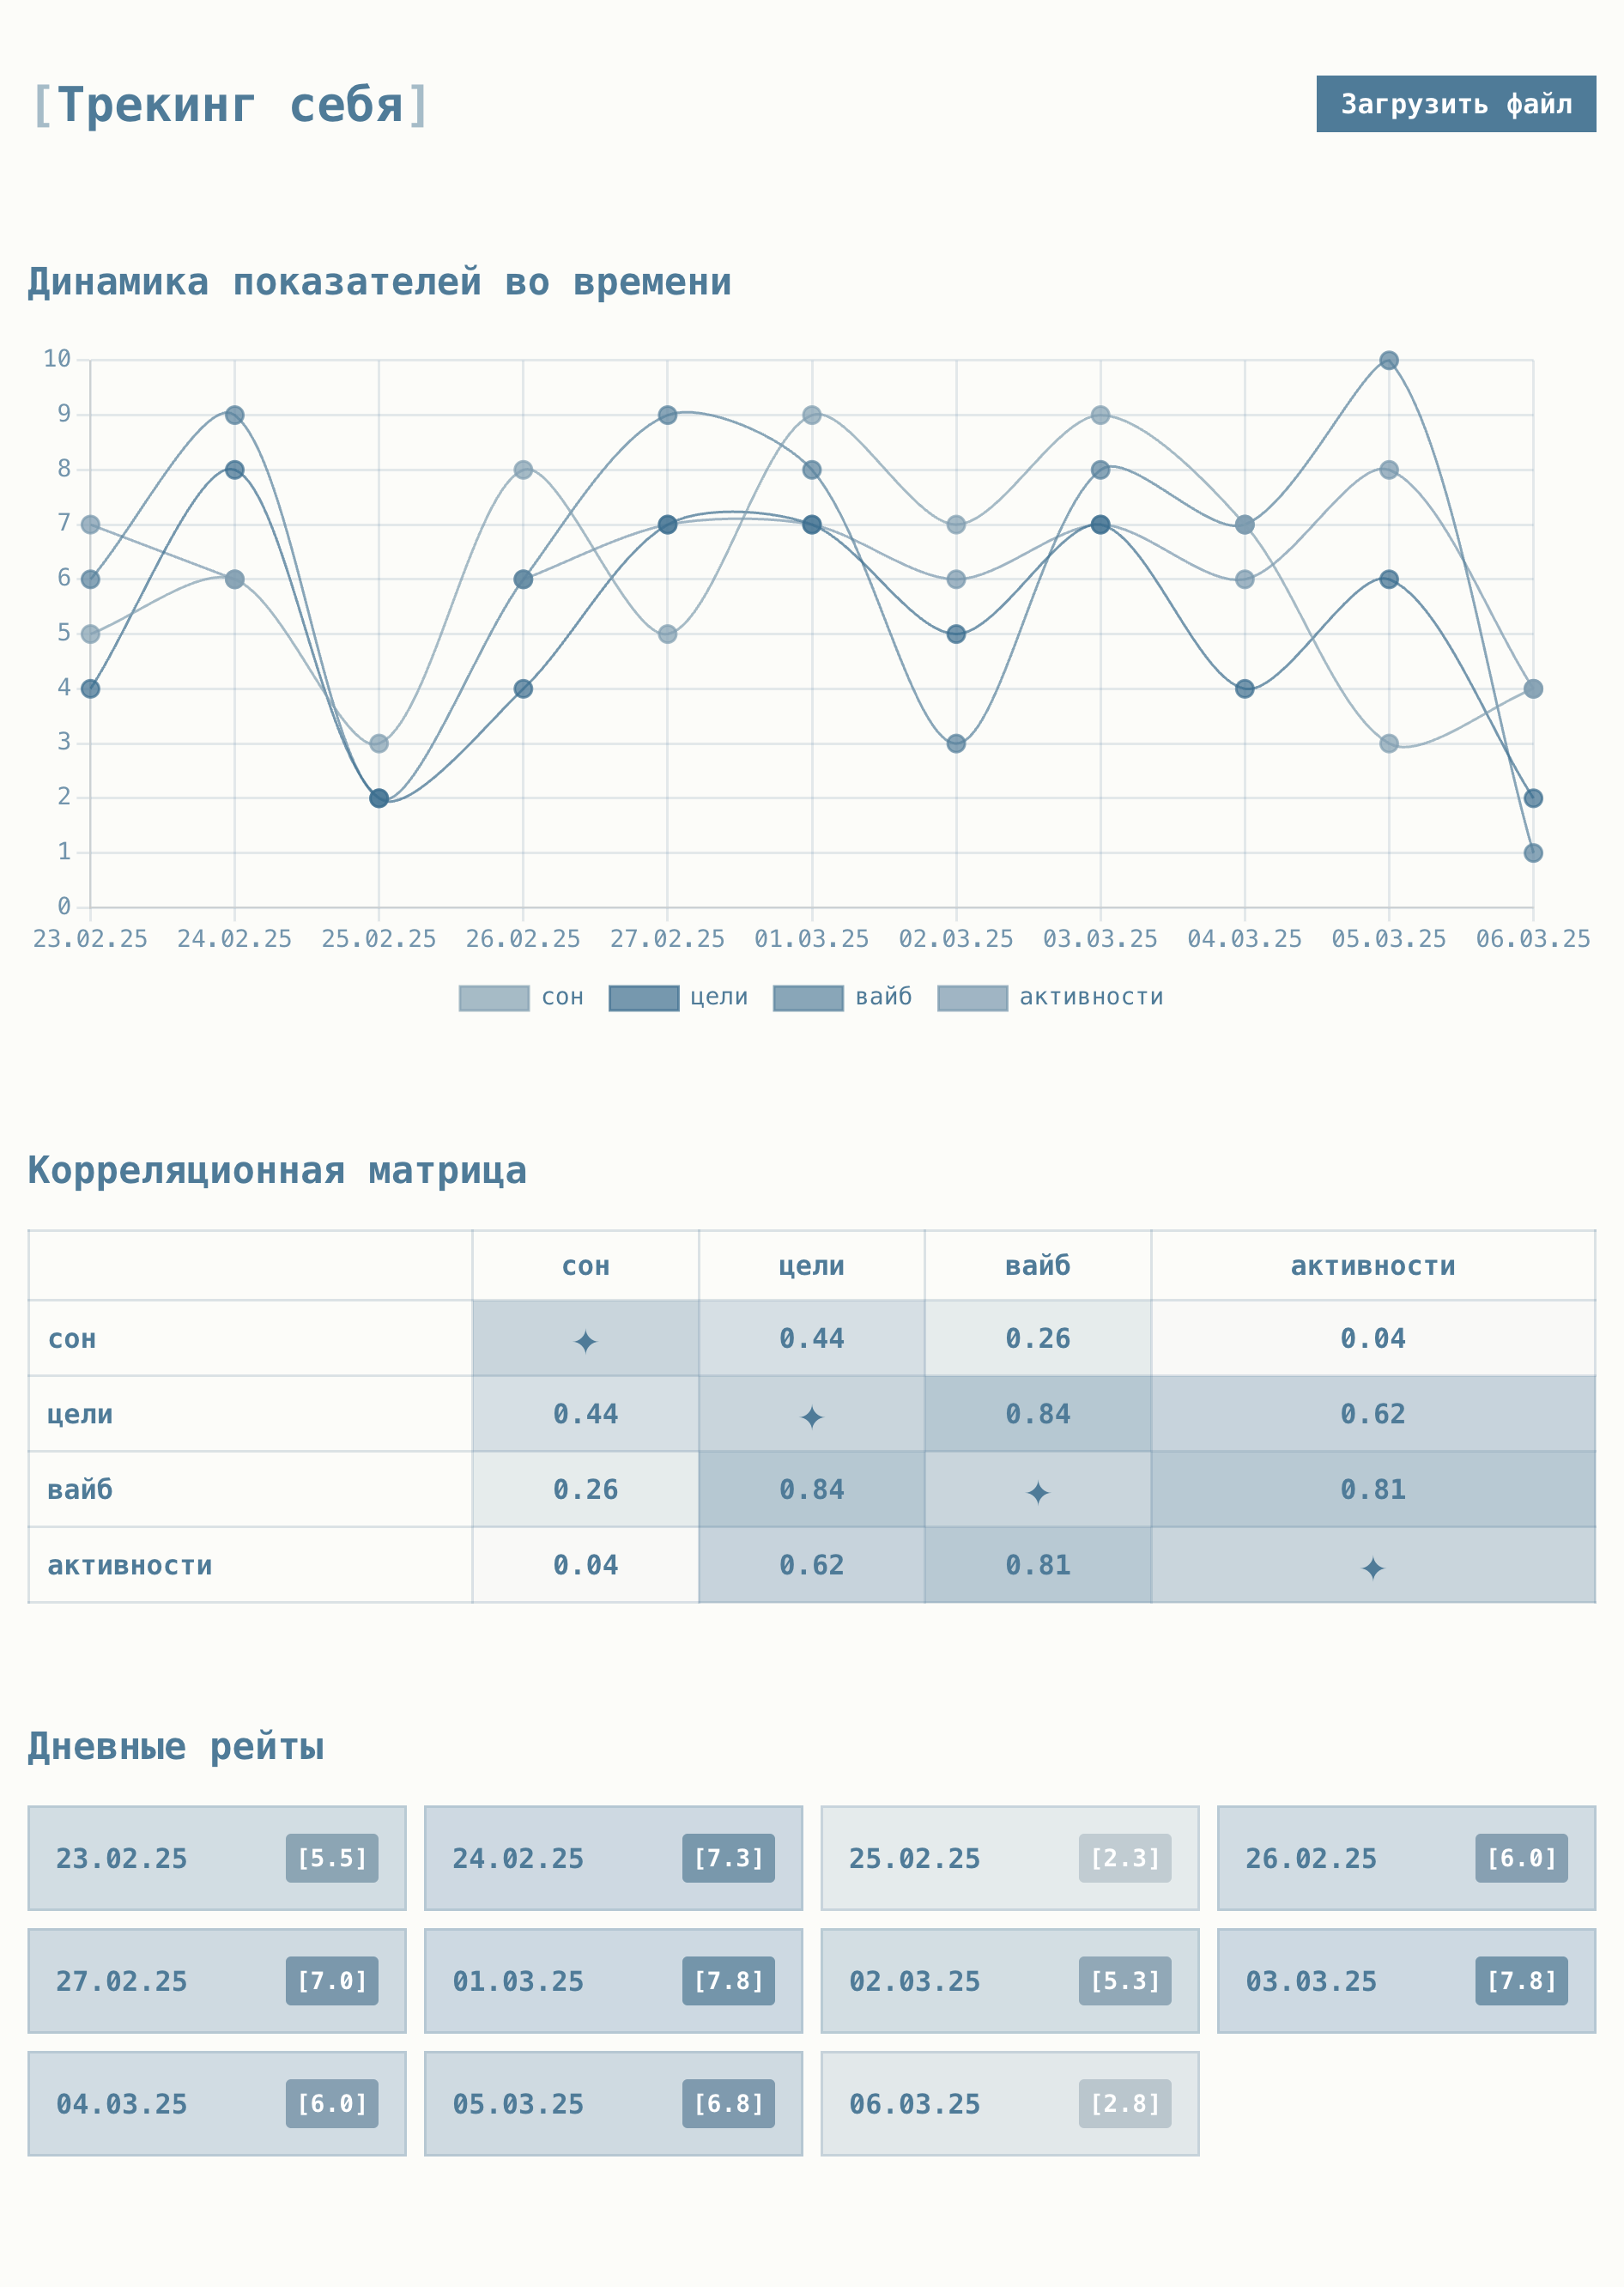 [Трекинг себя]
Загрузить файл
Динамика показателей во времени
10
9
8
7
6
5
4
3
2
1
0
23.02.25 24.02.25 25.02.25 26.02.25 27.02.25 01.03.25 02.03.25 03.03.25 04.03.25 05.03.25 06.03.25
сон цели вайб активности
Корреляционная матрица
сон цели вайб активности
сон ✦ 0.44 0.26 0.04
цели 0.44 ✦ 0.84 0.62
вайб 0.26 0.84 ✦ 0.81
активности 0.04 0.62 0.81 ✦
Дневные рейты
23.02.25 [5.5] 24.02.25 [7.3] 25.02.25 [2.3] 26.02.25 [6.0]
27.02.25 [7.0] 01.03.25 [7.8] 02.03.25 [5.3] 03.03.25 [7.8]
04.03.25 [6.0] 05.03.25 [6.8] 06.03.25 [2.8]